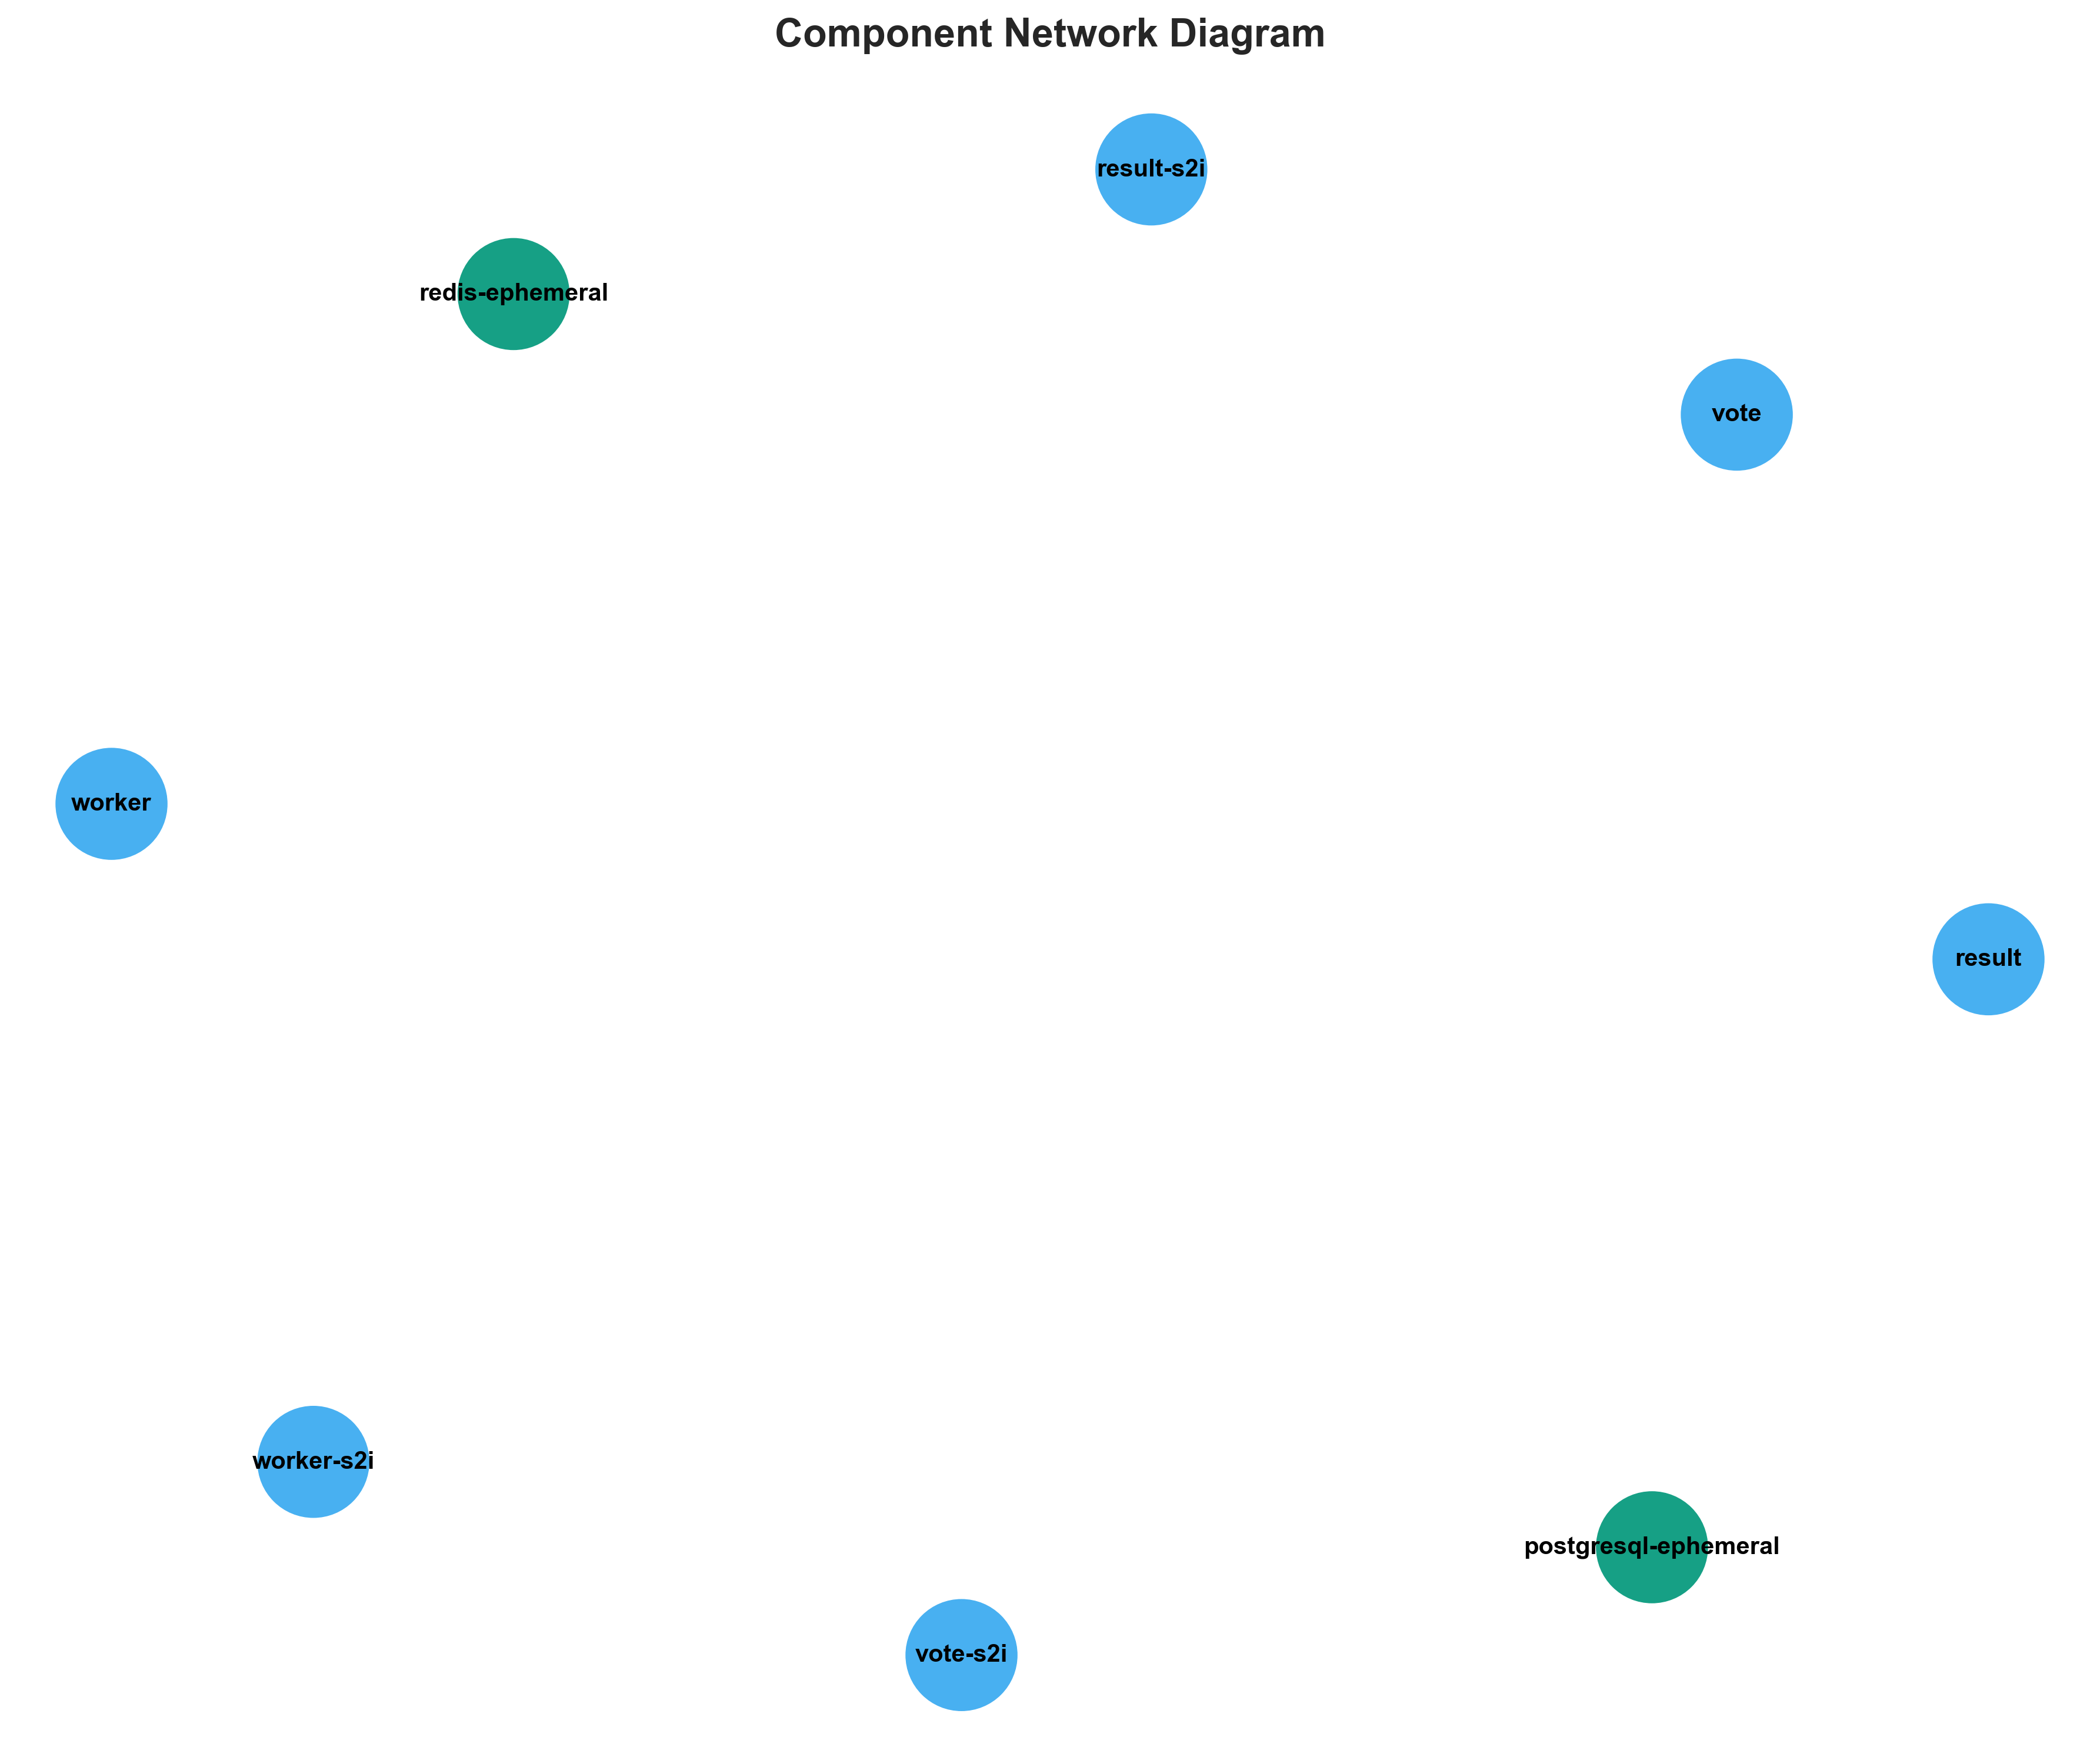 Component Network Diagram
result-s2i
redis-ephemeral
vote
worker
result
worker-s2i
postgresql-ephemeral
vote-s2i